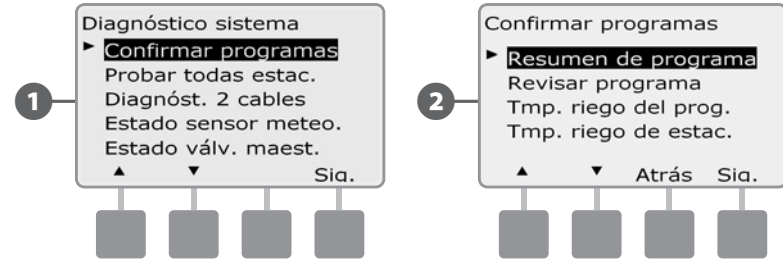 Diagnóstico sistema
► Confirmar programas
Probar todas estac.
Diagnóst. 2 cables
Estado sensor meteo.
Estado válv. maest.
▲ ▼ Sig.
1
Confirmar programas
► Resumen de programa
Revisar programa
Tmp. riego del prog.
Tmp. riego de estac.
▲ ▼ Atrás Sig.
2